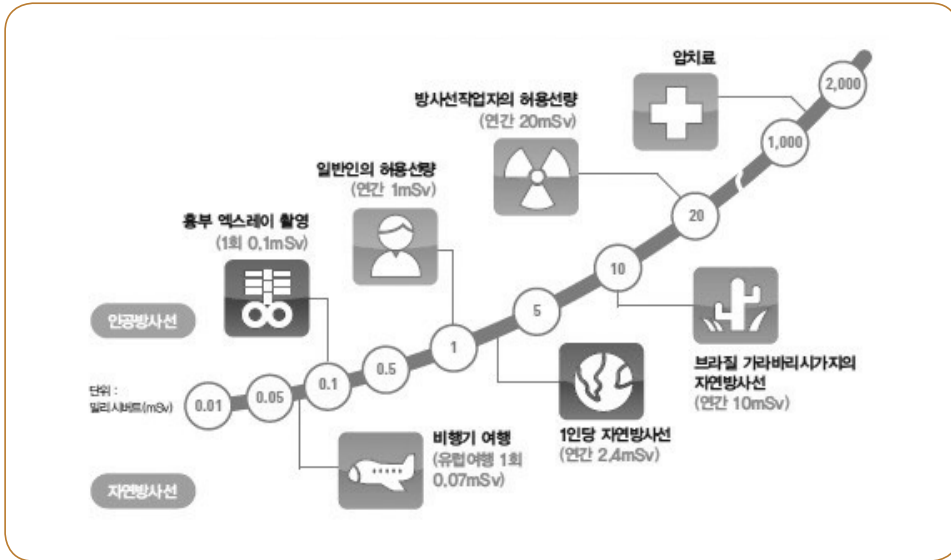 암치료
2,000
방사선작업자의 허용선량
(연간 20mSv)
1,000
일반인의 허용선량
(연간 1mSv)
20
흉부 엑스레이 촬영
(1회 0.1mSv)
10
인공방사선
5
1
브라질 가라바리시가지의
자연방사선
(연간 10mSv)
0.5
0.1
0.05
0.01
단위 :
밀리시버트(mSv)
1인당 자연방사선
(연간 2.4mSv)
비행기 여행
(유럽여행 1회
0.07mSv)
자연방사선